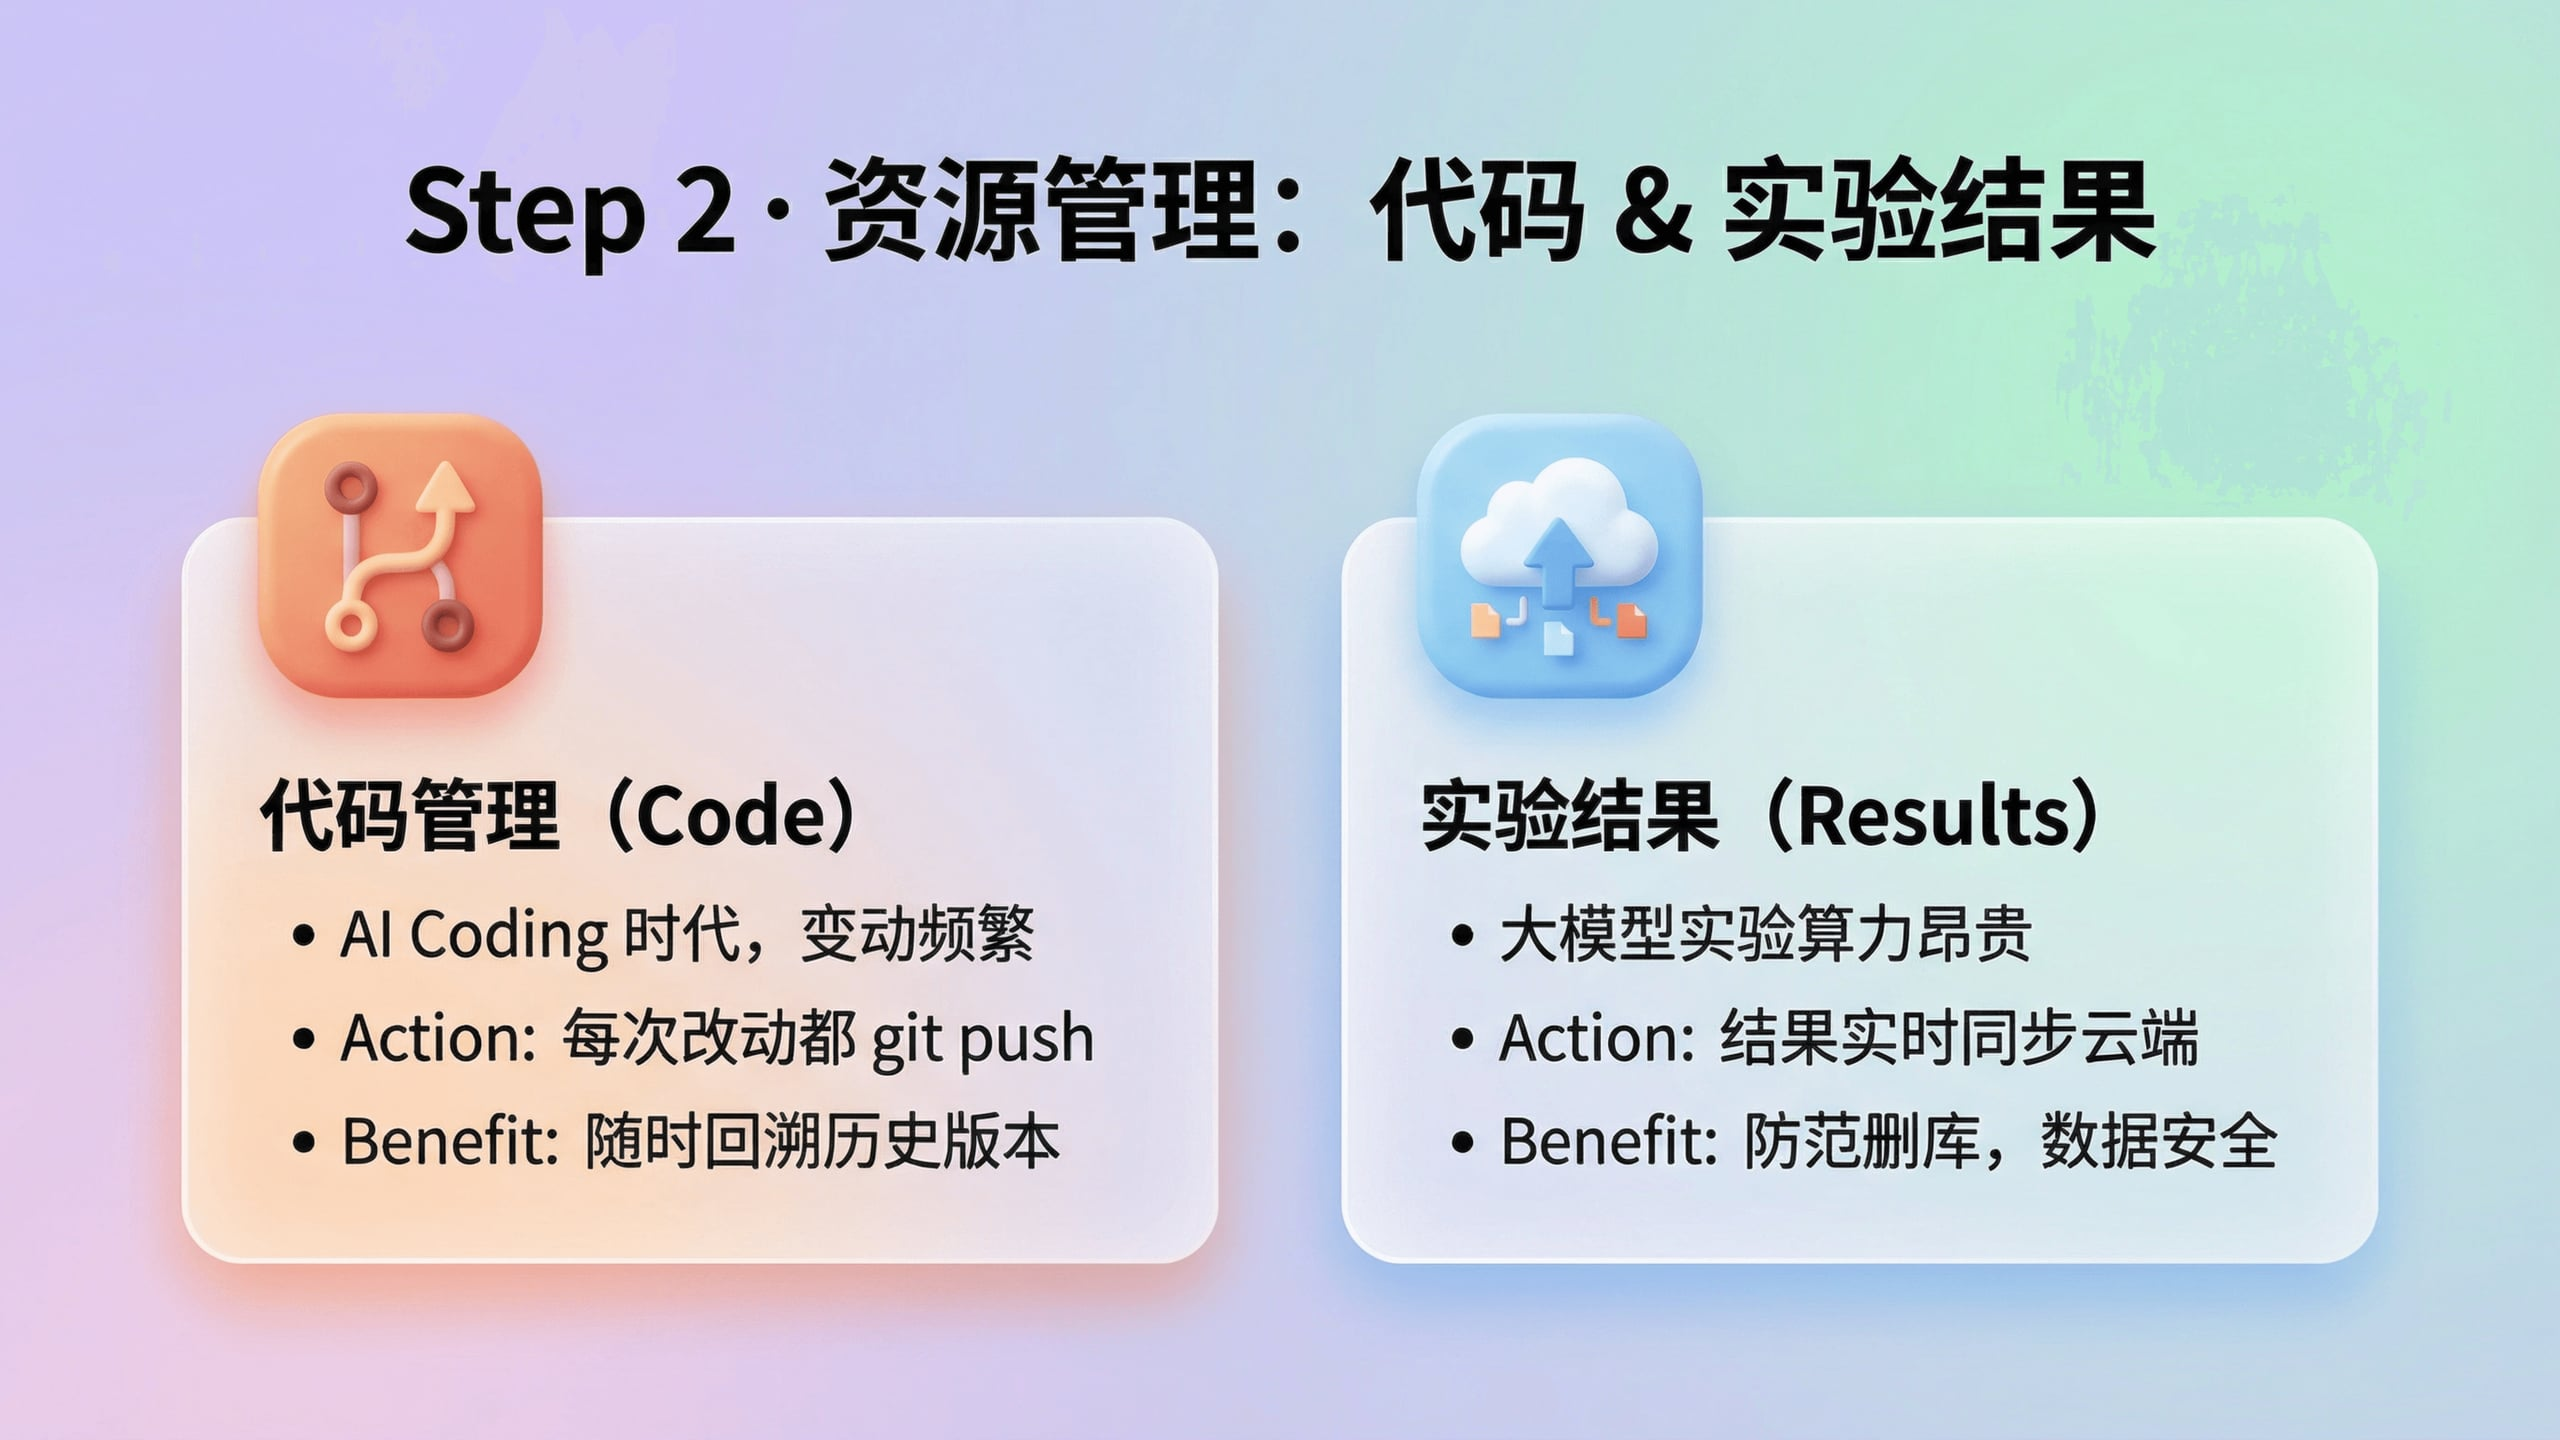 Step 2 · 资源管理：代码 & 实验结果
代码管理（Code）
• AI Coding 时代，变动频繁
• Action: 每次改动都 git push
• Benefit: 随时回溯历史版本
实验结果（Results）
• 大模型实验算力昂贵
• Action: 结果实时同步云端
• Benefit: 防范删库，数据安全